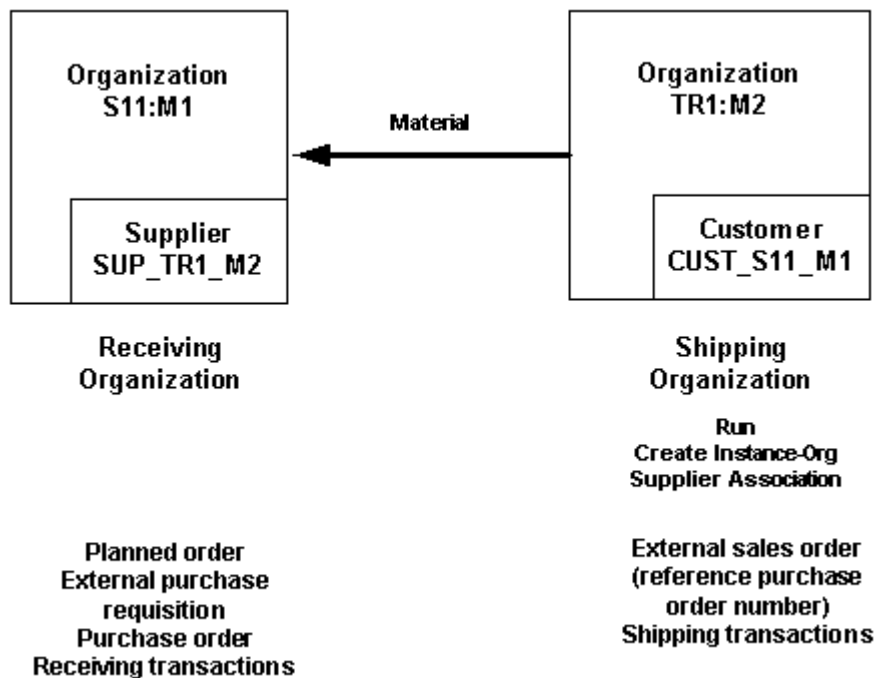 Organization
S11:M1
Supplier
SUP_TR1_M2
Material
Organization
TR1:M2
Customer
CUST_S11_M1
Receiving
Organization
Shipping
Organization
Run
Create Instance-Org
Supplier Association
Planned order
External purchase
requisition
Purchase order
Receiving transactions
External sales order
(reference purchase
order number)
Shipping transactions